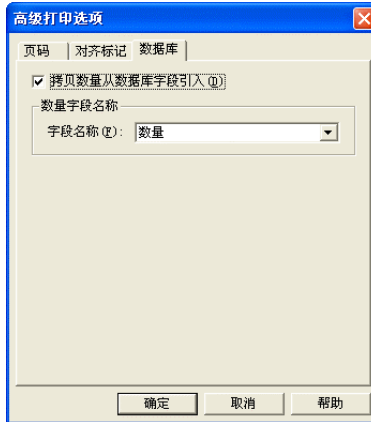 高级打印选项
页码 对齐标记 数据库
拷贝数量从数据库字段引入(D)
数量字段名称
字段名称(F): 数量
确定 取消 帮助